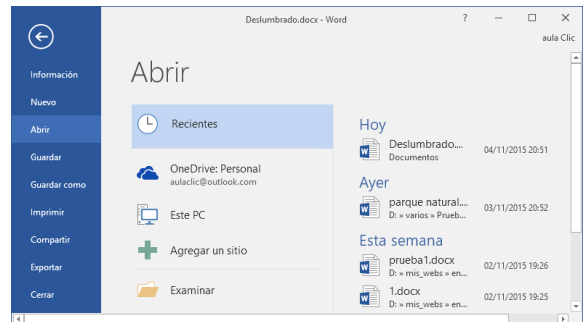 Deslumbrado.docx - Word
?
aula Clic
Información
Nuevo
Abrir
Guardar
Guardar como
Imprimir
Compartir
Exportar
Cerrar
Abrir
Recientes
OneDrive: Personal
aulaclic@outlook.com
Este PC
Agregar un sitio
Examinar
Hoy
Deslumbrado.... 04/11/2015 20:51
Documentos
Ayer
parque natural.... 03/11/2015 20:52
D: » varios » Prueb...
Esta semana
prueba1.docx 02/11/2015 19:26
D: » mis_webs » en...
1.docx 02/11/2015 19:25
D: » mis_webs » en...